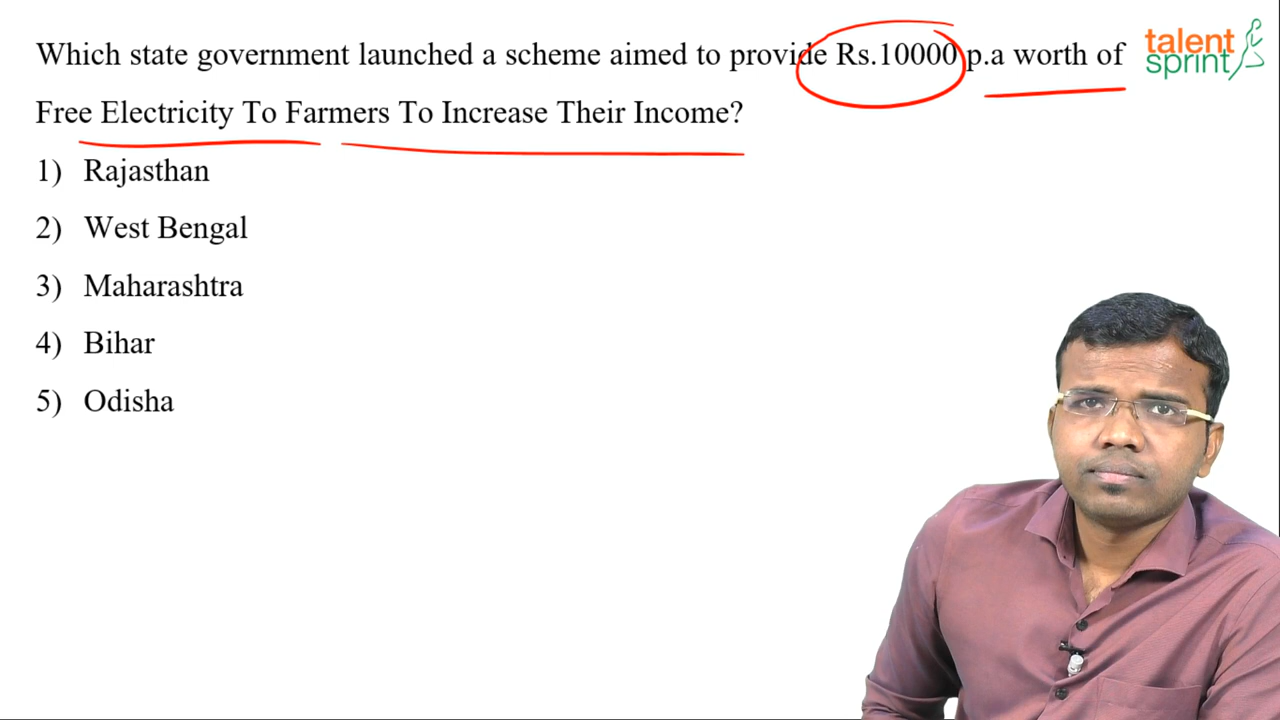 Which state government launched a scheme aimed to provide Rs.10000 p.a worth of
Free Electricity To Farmers To Increase Their Income?
1) Rajasthan
2) West Bengal
3) Maharashtra
4) Bihar
5) Odisha
talent
sprint